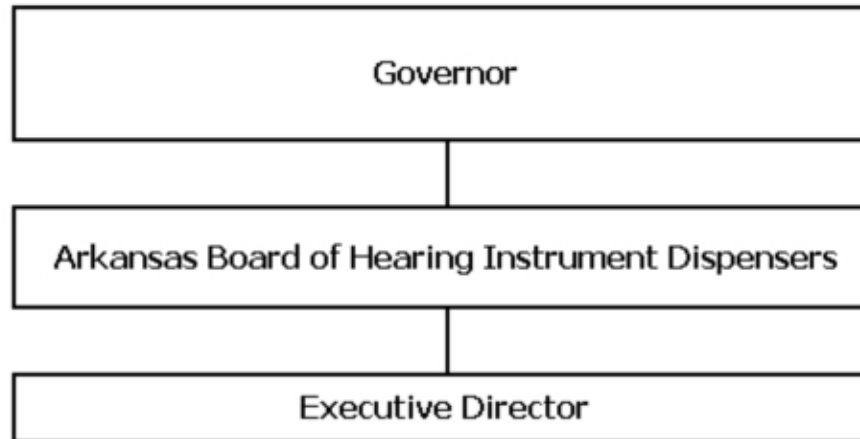 Governor
Arkansas Board of Hearing Instrument Dispensers
Executive Director